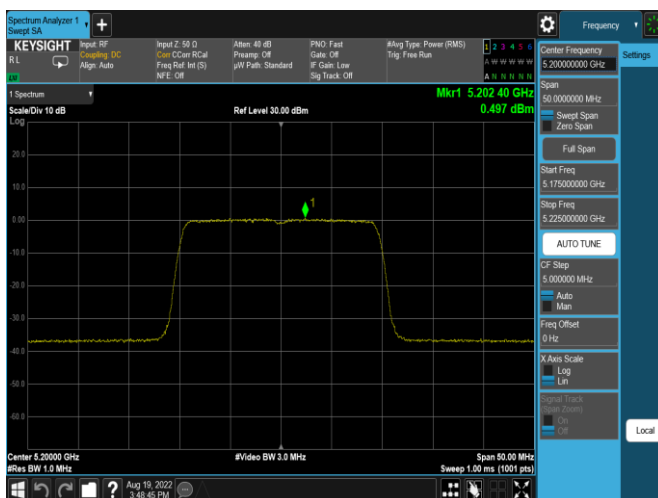 Spectrum Analyzer 1
Swept SA
+
Frequency
KEYSIGHT
R L
LXI
Input: RF
Coupling: DC
Align: Auto
Input Z: 50 Ω
Corr CCorr RCal
Freq Ref: Int (S)
NFE: Off
Atten: 40 dB
Preamp: Off
µW Path: Standard
PNO: Fast
Gate: Off
IF Gain: Low
Sig Track: Off
#Avg Type: Power (RMS)
Trig: Free Run
1 2 3 4 5 6
A W W W W W
A N N N N N
Center Frequency
5.200000000 GHz
Settings
Span
50.0000000 MHz
Swept Span
Zero Span
Full Span
Start Freq
5.175000000 GHz
Stop Freq
5.225000000 GHz
AUTO TUNE
CF Step
5.000000 MHz
Auto
Man
Freq Offset
0 Hz
X Axis Scale
Log
Lin
Signal Track
(Span Zoom)
On
Off
Local
1 Spectrum
Scale/Div 10 dB
Log
Ref Level 30.00 dBm
Mkr1 5.202 40 GHz
0.497 dBm
20.0
10.0
0.00
-10.0
-20.0
-30.0
-40.0
-50.0
-60.0
1
Center 5.20000 GHz
#Res BW 1.0 MHz
#Video BW 3.0 MHz
Span 50.00 MHz
Sweep 1.00 ms (1001 pts)
?
Aug 19, 2022
3:48:45 PM